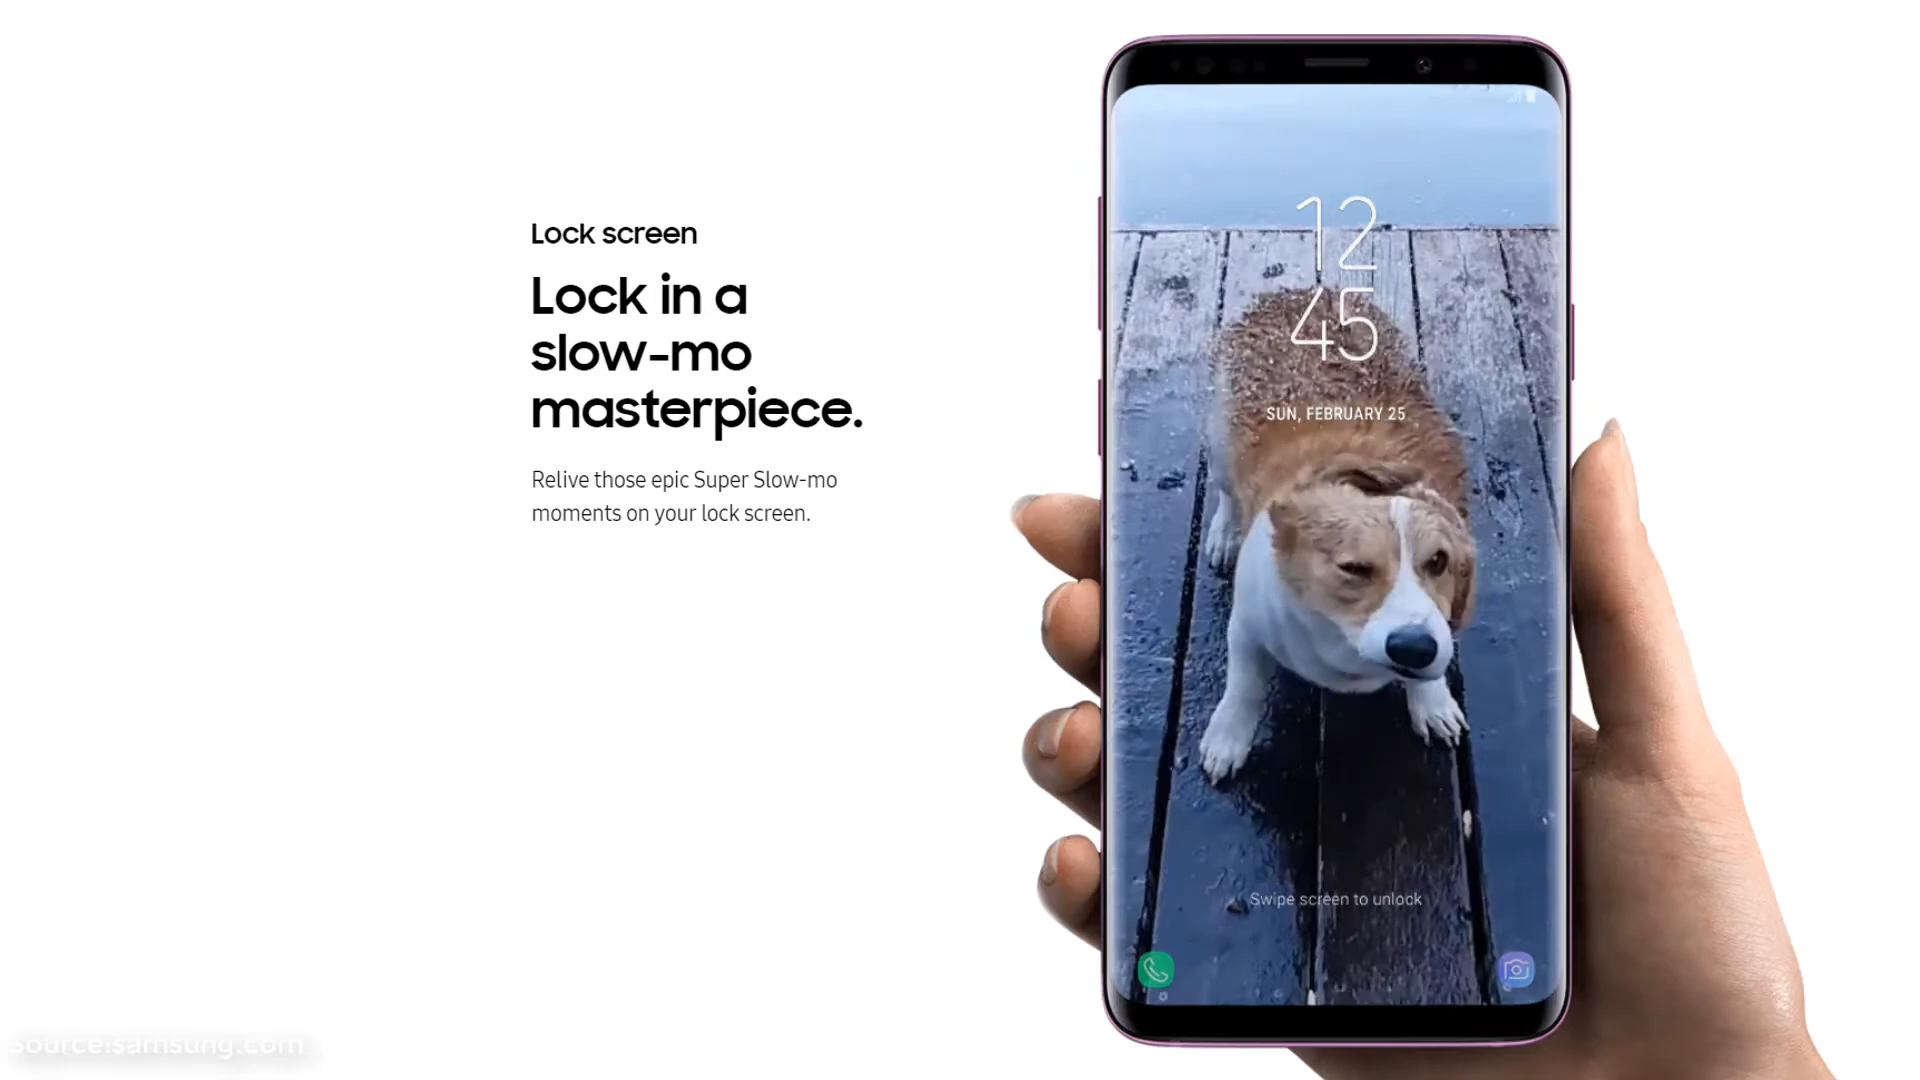 Lock screen
Lock in a
slow-mo
masterpiece.
Relive those epic Super Slow-mo
moments on your lock screen.
12
45
SUN, FEBRUARY 25
Swipe screen to unlock
Source:samsung.com